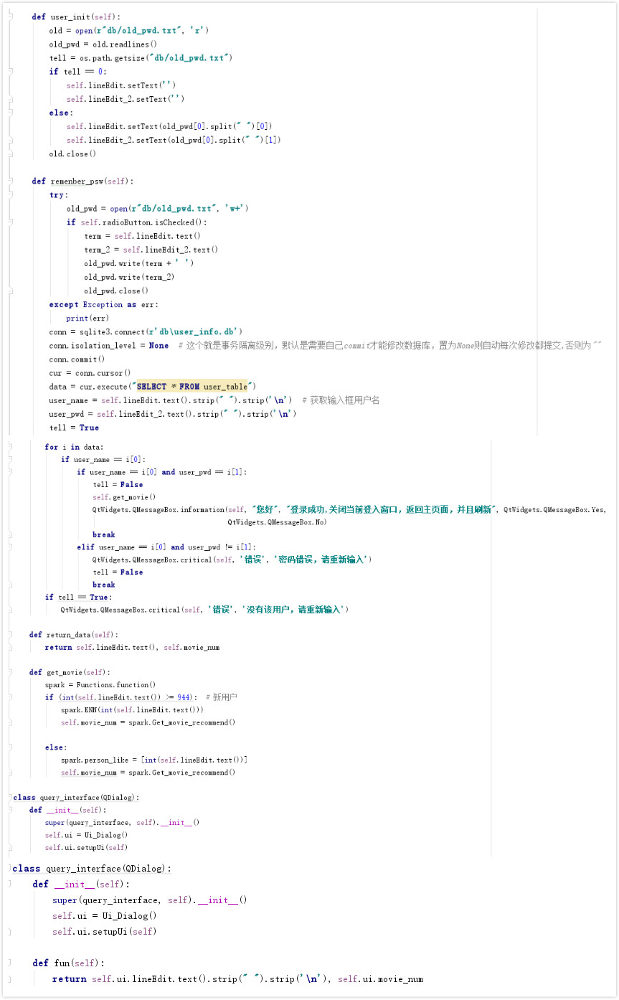 def user_init(self):
    old = open(r"db/old_pwd.txt", 'r')
    old_pwd = old.readlines()
    tell = os.path.getsize("db/old_pwd.txt")
    if tell == 0:
        self.lineEdit.setText('')
        self.lineEdit_2.setText('')
    else:
        self.lineEdit.setText(old_pwd[0].split(" ")[0])
        self.lineEdit_2.setText(old_pwd[0].split(" ")[1])
    old.close()

def remenber_psw(self):
    try:
        old_pwd = open(r"db/old_pwd.txt", 'w+')
        if self.radioButton.isChecked():
            term = self.lineEdit.text()
            term_2 = self.lineEdit_2.text()
            old_pwd.write(term + ' ')
            old_pwd.write(term_2)
            old_pwd.close()
    except Exception as err:
        print(err)
    conn = sqlite3.connect(r'db\user_info.db')
    conn.isolation_level = None  # 这个就是事务隔离级别，默认是需要自己commit才能修改数据库，置为None则自动每次修改都提交,否则为""
    conn.commit()
    cur = conn.cursor()
    data = cur.execute("SELECT * FROM user_table")
    user_name = self.lineEdit.text().strip(" ").strip('\n')  # 获取输入框用户名
    user_pwd = self.lineEdit_2.text().strip(" ").strip('\n')
    tell = True
    for i in data:
        if user_name == i[0]:
            if user_name == i[0] and user_pwd == i[1]:
                tell = False
                self.get_movie()
                QtWidgets.QMessageBox.information(self, "您好", "登录成功,关闭当前登入窗口，返回主页面，并且刷新", QtWidgets.QMessageBox.Yes,
                                                  QtWidgets.QMessageBox.No)
                break
            elif user_name == i[0] and user_pwd != i[1]:
                QtWidgets.QMessageBox.critical(self, '错误', '密码错误，请重新输入')
                tell = False
                break
    if tell == True:
        QtWidgets.QMessageBox.critical(self, '错误', '没有该用户，请重新输入')

def return_data(self):
    return self.lineEdit.text(), self.movie_num

def get_movie(self):
    spark = Functions.function()
    if (int(self.lineEdit.text()) >= 944):  # 新用户
        spark.KNN(int(self.lineEdit.text()))
        self.movie_num = spark.Get_movie_recommend()

    else:
        spark.person_like = [int(self.lineEdit.text())]
        self.movie_num = spark.Get_movie_recommend()

class query_interface(QDialog):
    def __init__(self):
        super(query_interface, self).__init__()
        self.ui = Ui_Dialog()
        self.ui.setupUi(self)
class query_interface(QDialog):
    def __init__(self):
        super(query_interface, self).__init__()
        self.ui = Ui_Dialog()
        self.ui.setupUi(self)

    def fun(self):
        return self.ui.lineEdit.text().strip(" ").strip('\n'), self.ui.movie_num